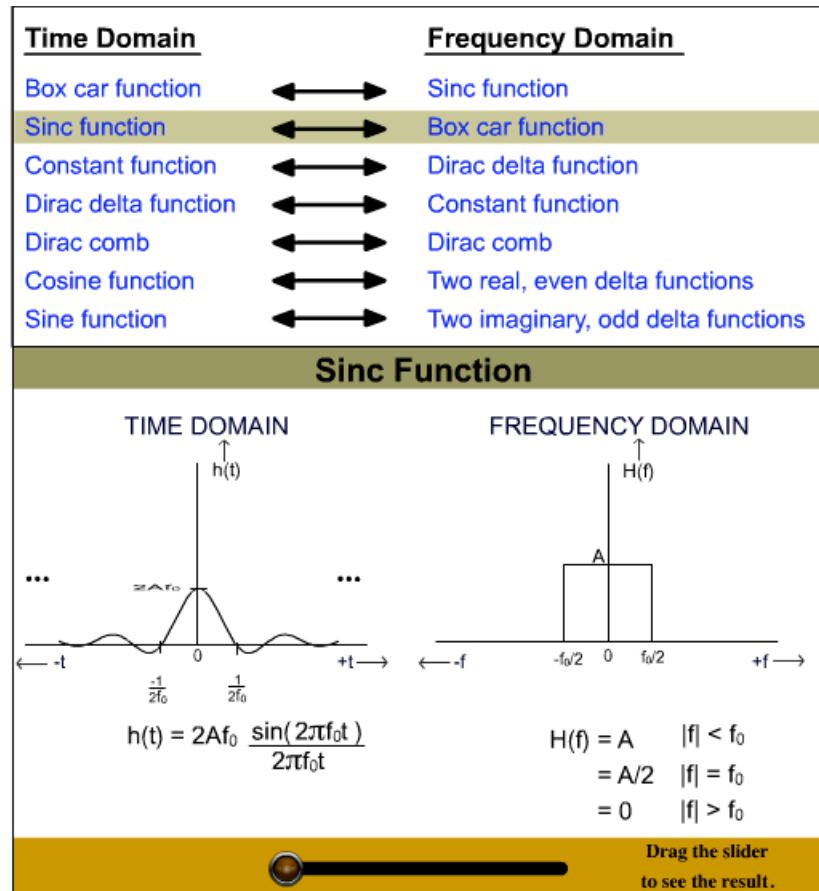 Time Domain Frequency Domain
Box car function Sinc function
Sinc function Box car function
Constant function Dirac delta function
Dirac delta function Constant function
Dirac comb Dirac comb
Cosine function Two real, even delta functions
Sine function Two imaginary, odd delta functions
Sinc Function
TIME DOMAIN FREQUENCY DOMAIN
h(t) H(f)
... ...
2Af₀ A
-t 0 +t -f -f₀/2 0 f₀/2 +f
-1/2f₀ 1/2f₀
h(t) = 2Af₀ sin(2πf₀t)/2πf₀t
H(f) = A |f| < f₀
= A/2 |f| = f₀
= 0 |f| > f₀
Drag the slider
to see the result.